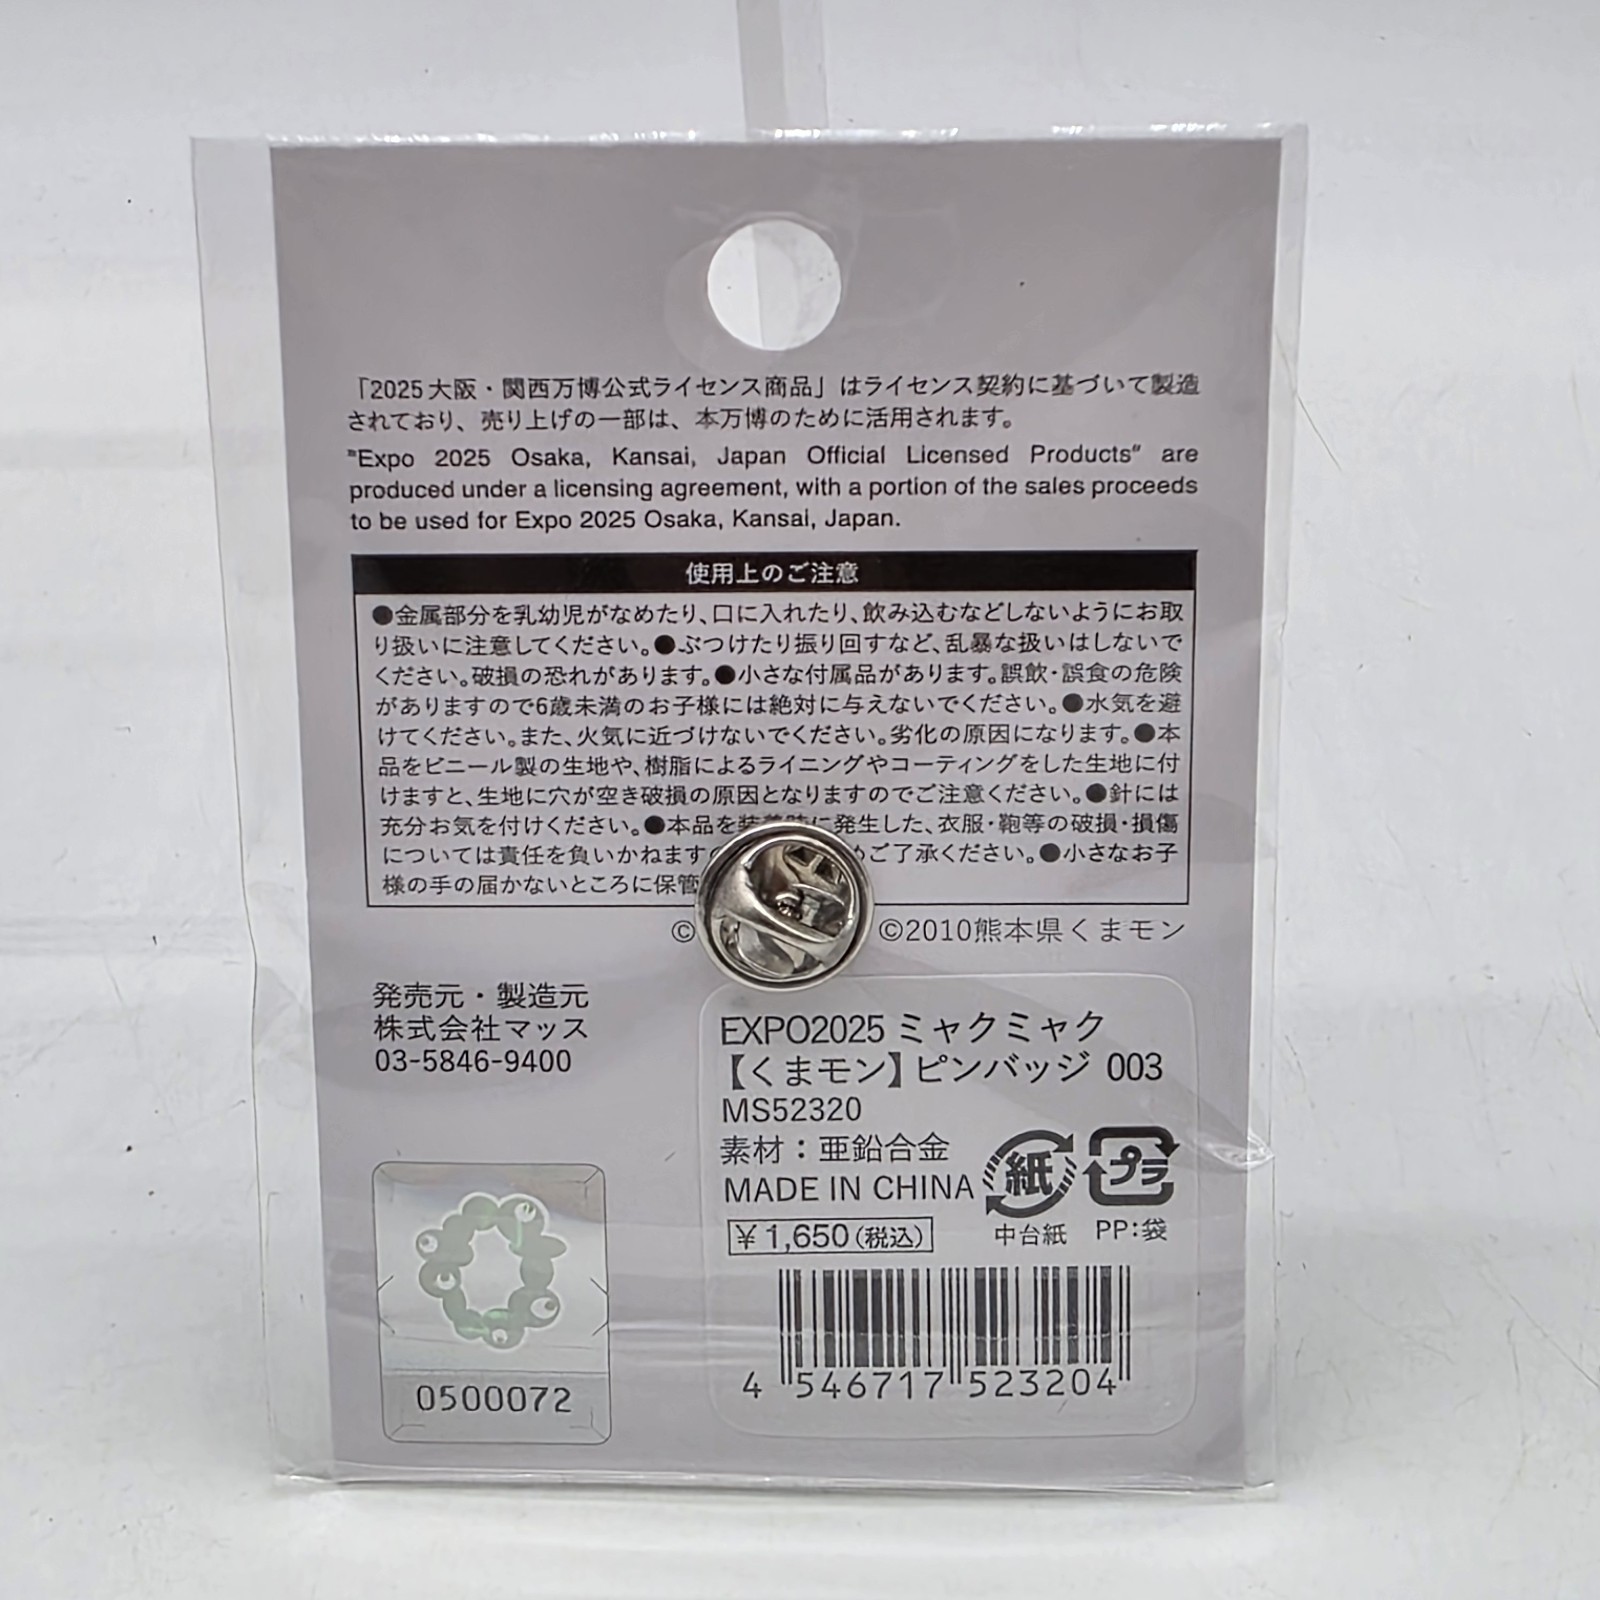 「2025大阪・関西万博公式ライセンス商品」はライセンス契約に基づいて製造
されており、売り上げの一部は、本万博のために活用されます。
"Expo 2025 Osaka, Kansai, Japan Official Licensed Products" are
produced under a licensing agreement, with a portion of the sales proceeds
to be used for Expo 2025 Osaka, Kansai, Japan.
使用上のご注意
●金属部分を乳幼児がなめたり、口に入れたり、飲み込むなどしないようにお取
り扱いに注意してください。●ぶつけたり振り回すなど、乱暴な扱いはしないで
ください。破損の恐れがあります。●小さな付属品があります。誤飲・誤食の危険
がありますので6歳未満のお子様には絶対に与えないでください。●水気を避
けてください。また、火気に近づけないでください。劣化の原因になります。●本
品をビニール製の生地や、樹脂によるライニングやコーティングをした生地に付
けますと、生地に穴が空き破損の原因となりますのでご注意ください。●針には
充分お気を付けください。●本品を装着時に発生した、衣服・鞄等の破損・損傷
については責任を負いかねます めご了承ください。●小さなお子
様の手の届かないところに保管
© ©2010熊本県くまモン
発売元・製造元
株式会社マッス
03-5846-9400
EXPO2025 ミャクミャク
【くまモン】ピンバッジ 003
MS52320
素材：亜鉛合金
MADE IN CHINA
紙
プラ
中台紙 PP:袋
¥1,650(税込)
4 546717 523204
0500072